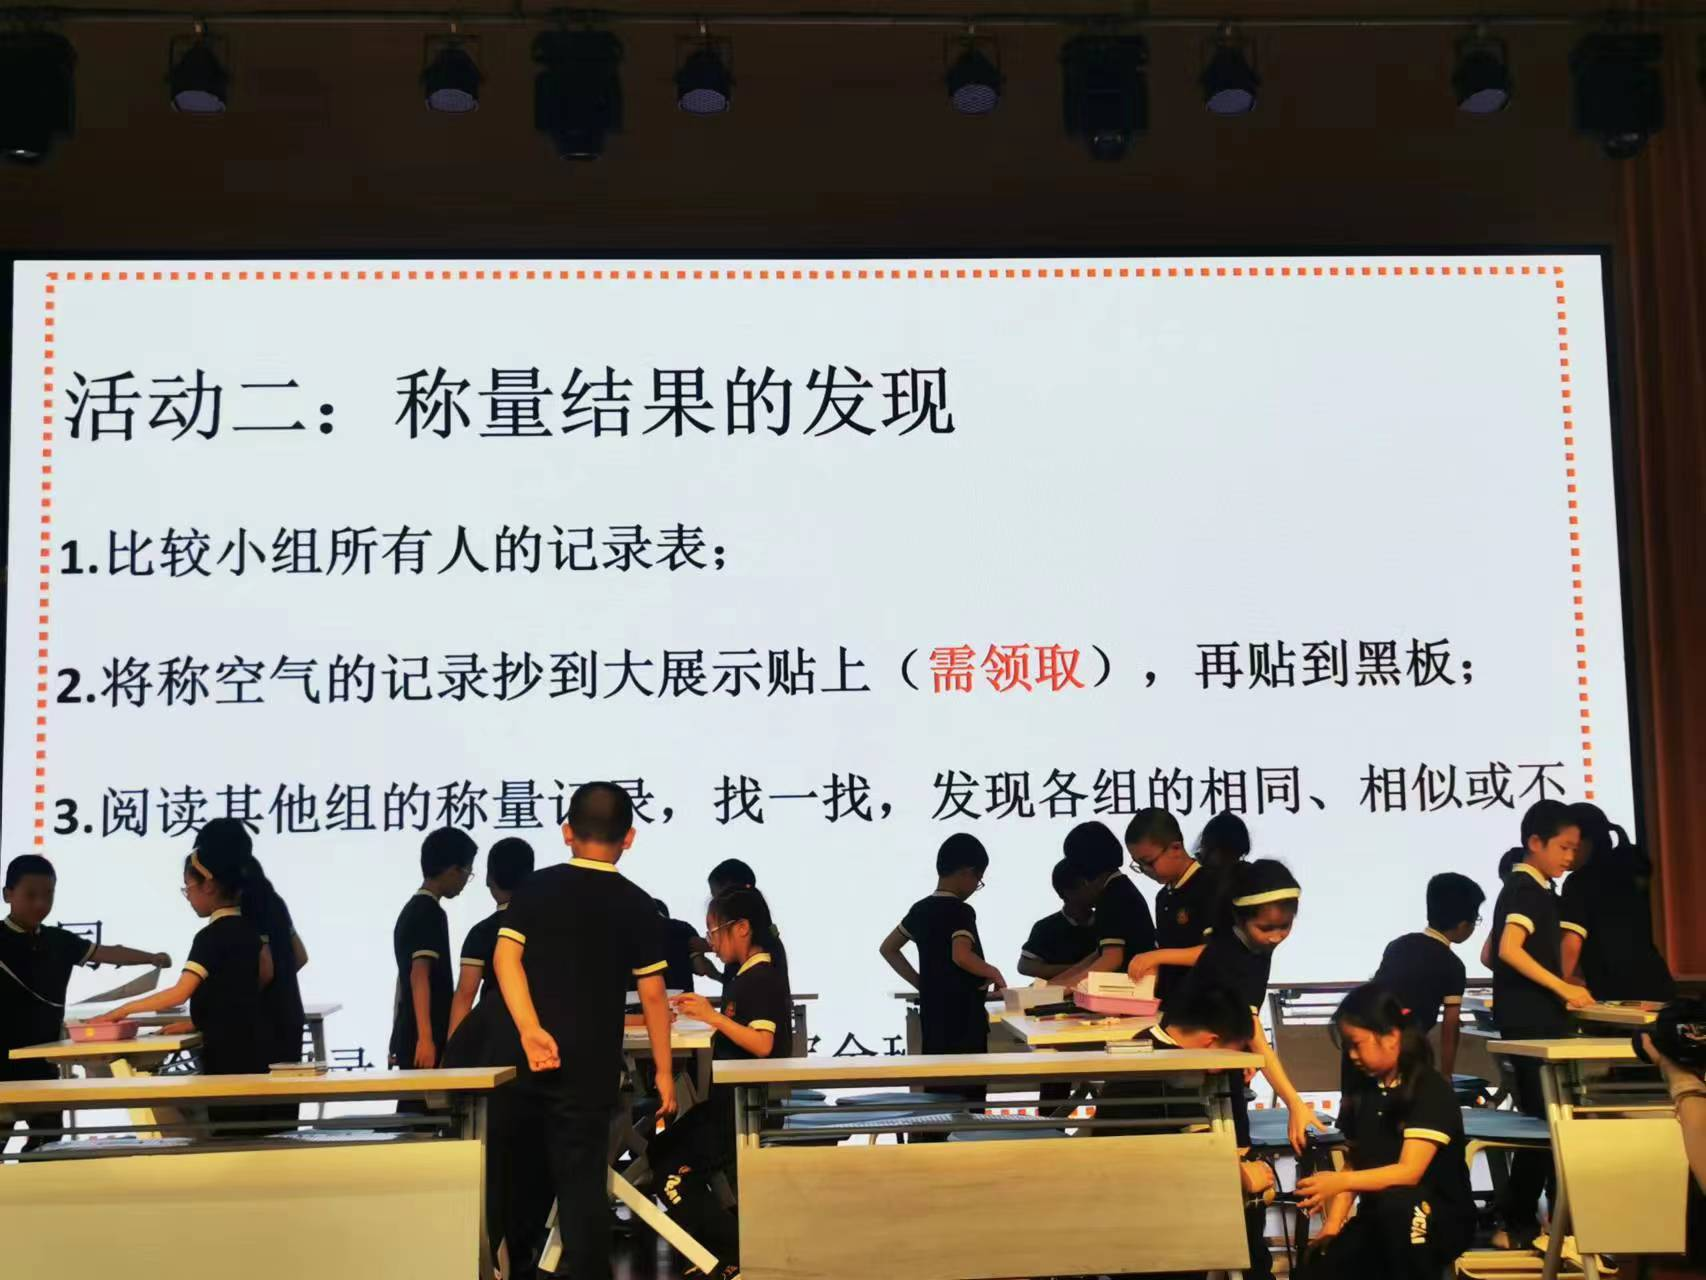 活动二：称量结果的发现
1.比较小组所有人的记录表；
2.将称空气的记录抄到大展示贴上（需领取），再贴到黑板；
3.阅读其他组的称量记录，找一找，发现各组的相同、相似或不
同